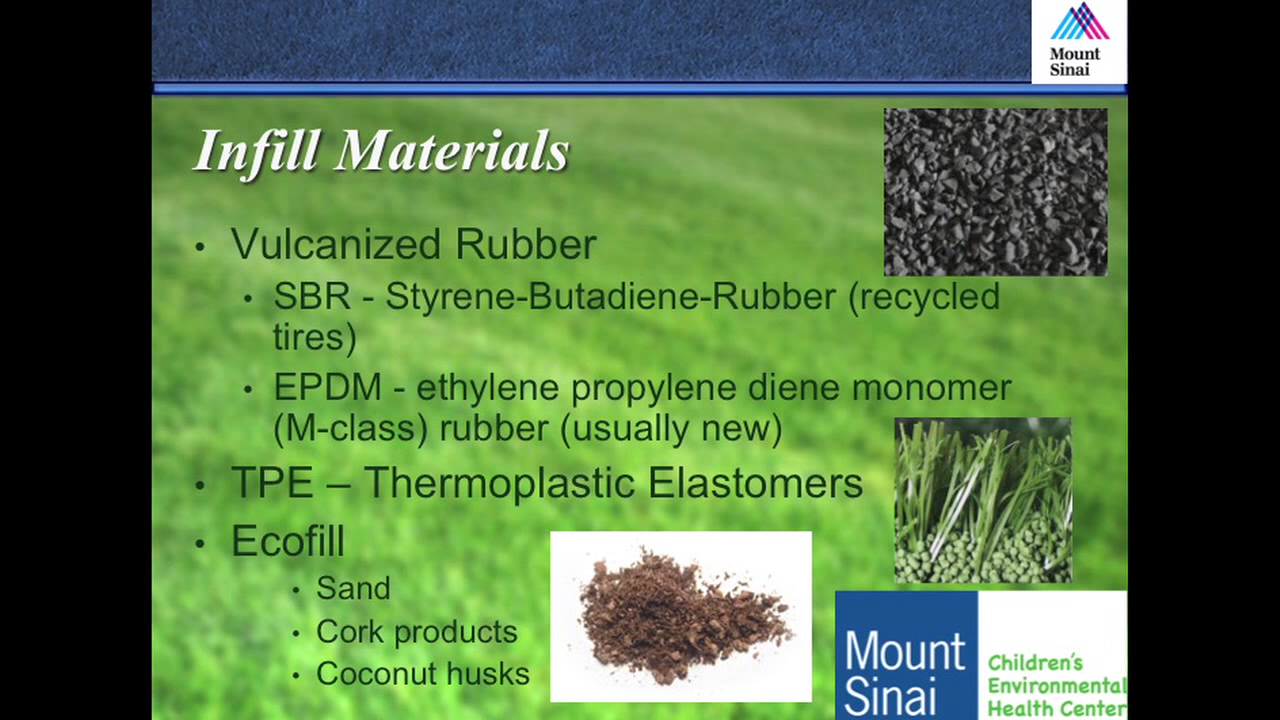 Mount
Sinai
Infill Materials
• Vulcanized Rubber
• SBR - Styrene-Butadiene-Rubber (recycled
tires)
• EPDM - ethylene propylene diene monomer
(M-class) rubber (usually new)
• TPE – Thermoplastic Elastomers
• Ecofill
• Sand
• Cork products
• Coconut husks
Mount
Sinai
Children's
Environmental
Health Center